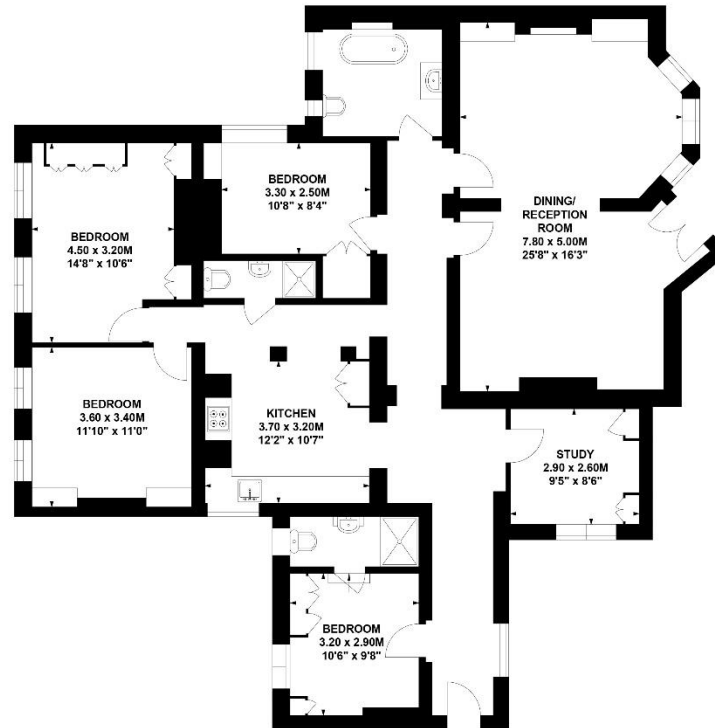 BEDROOM
3.30 x 2.50M
10'8" x 8'4"
DINING/
RECEPTION
ROOM
7.80 x 5.00M
25'8" x 16'3"
BEDROOM
4.50 x 3.20M
14'8" x 10'6"
BEDROOM
3.60 x 3.40M
11'10" x 11'0"
KITCHEN
3.70 x 3.20M
12'2" x 10'7"
STUDY
2.90 x 2.60M
9'5" x 8'6"
BEDROOM
3.20 x 2.90M
10'6" x 9'8"